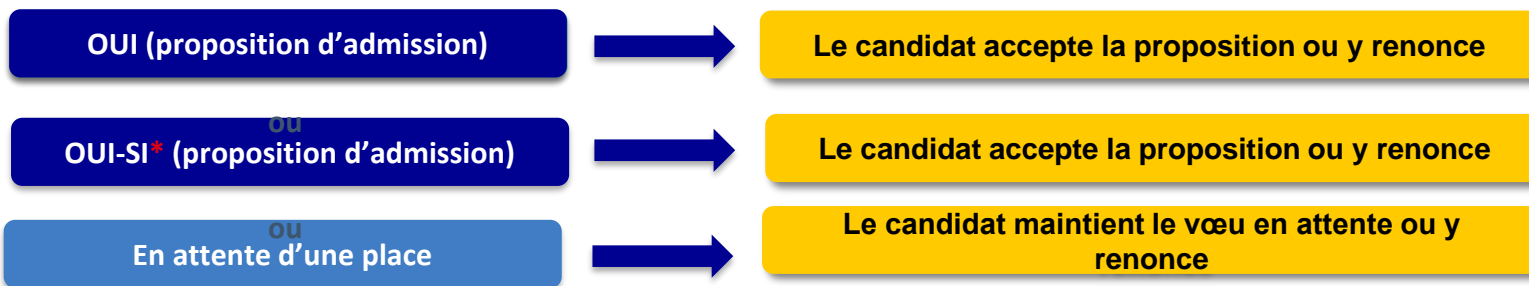 OUI (proposition d’admission)
Le candidat accepte la proposition ou y renonce
ou
OUI-SI* (proposition d’admission)
Le candidat accepte la proposition ou y renonce
ou
En attente d’une place
Le candidat maintient le vœu en attente ou y
renonce